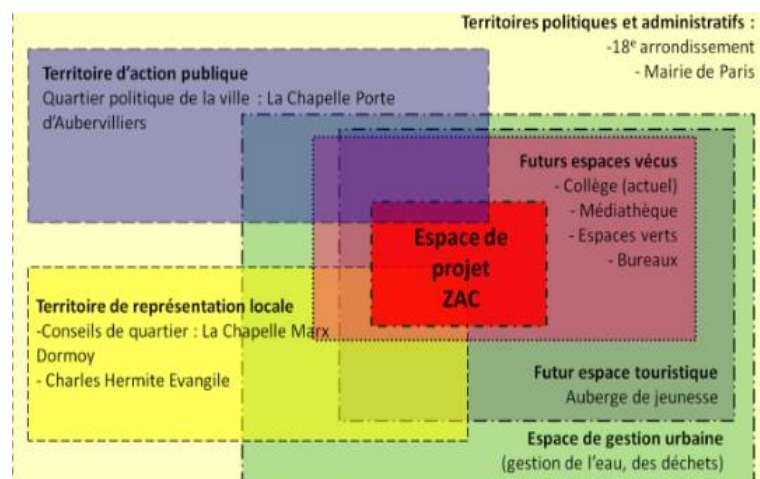 Territoires politiques et administratifs :
-18e arrondissement
- Mairie de Paris
Territoire d'action publique
Quartier politique de la ville : La Chapelle Porte
d'Aubervilliers
Futurs espaces vécus
- Collège (actuel)
- Médiathèque
- Espaces verts
- Bureaux
Espace de
projet
ZAC
Territoire de représentation locale
-Conseils de quartier : La Chapelle Marx
Dormoy
- Charles Hermite Evangile
Futur espace touristique
Auberge de jeunesse
Espace de gestion urbaine
(gestion de l'eau, des déchets)